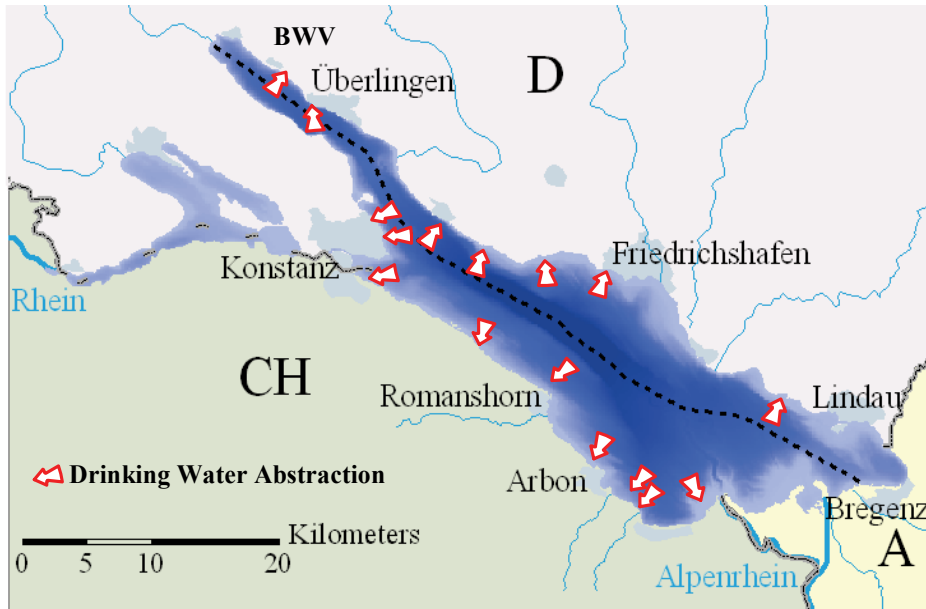 BWV
Überlingen
D
Konstanz
Friedrichshafen
Rhein
CH
Romanshorn
Lindau
Drinking Water Abstraction
Arbon
Bregenz
Kilometers
A
0 5 10 20
Alpenrhein